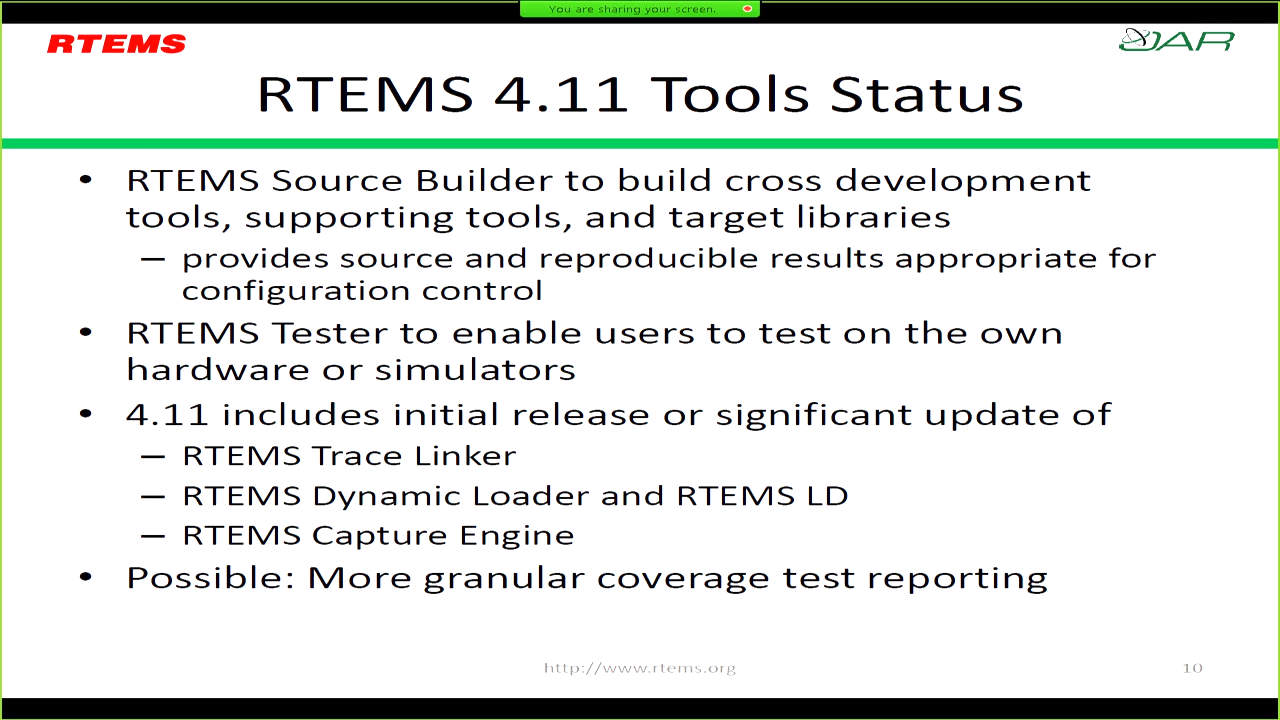 You are sharing your screen.
RTEMS
OAR
RTEMS 4.11 Tools Status
• RTEMS Source Builder to build cross development
tools, supporting tools, and target libraries
– provides source and reproducible results appropriate for
configuration control
• RTEMS Tester to enable users to test on the own
hardware or simulators
• 4.11 includes initial release or significant update of
– RTEMS Trace Linker
– RTEMS Dynamic Loader and RTEMS LD
– RTEMS Capture Engine
• Possible: More granular coverage test reporting
http://www.rtems.org
10